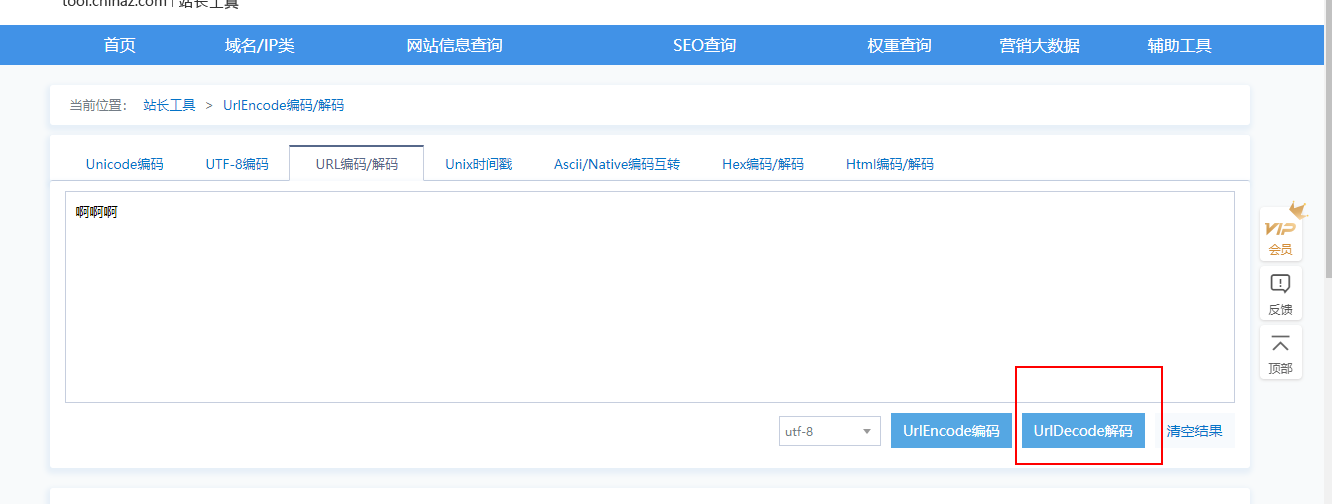 tool.chinaz.com | 站长工具
首页 域名/IP类 网站信息查询 SEO查询 权重查询 营销大数据 辅助工具
当前位置： 站长工具 > UrlEncode编码/解码
Unicode编码 UTF-8编码 URL编码/解码 Unix时间戳 Ascii/Native编码互转 Hex编码/解码 Html编码/解码
啊啊啊
VIP
会员
反馈
顶部
utf-8 UrlEncode编码 UrlDecode解码 清空结果